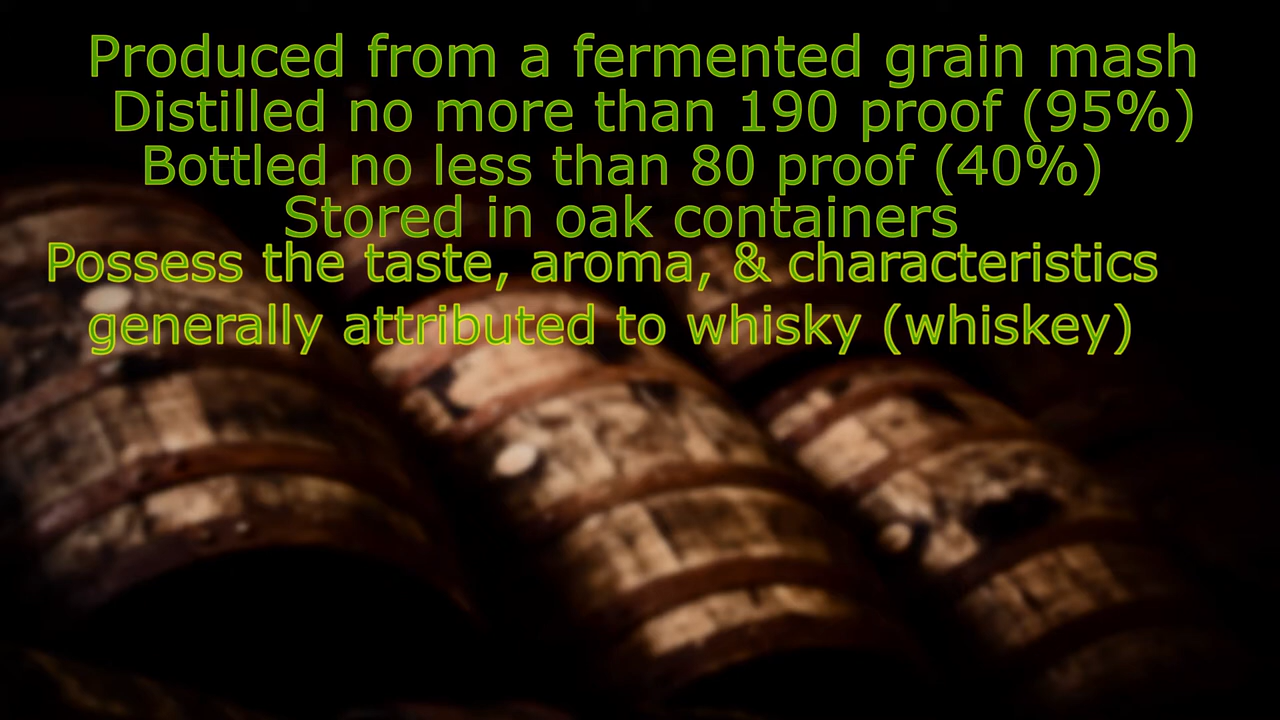 Produced from a fermented grain mash
Distilled no more than 190 proof (95%)
Bottled no less than 80 proof (40%)
Stored in oak containers
Possess the taste, aroma, & characteristics
generally attributed to whisky (whiskey)